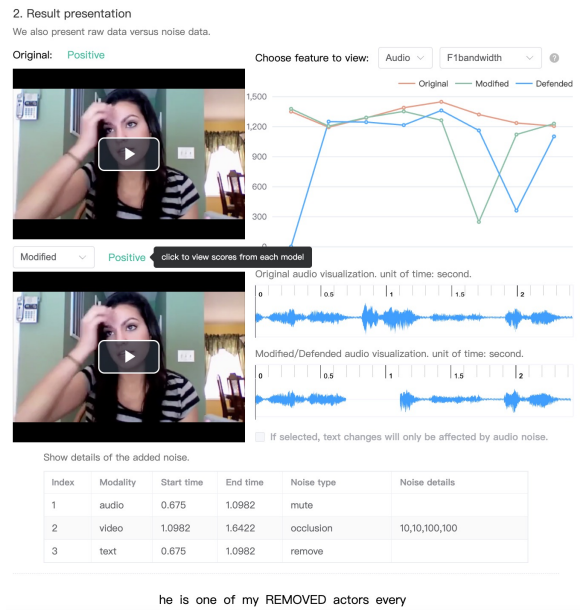 2. Result presentation
We also present raw data versus noise data.
Original: Positive
Choose feature to view: Audio F1bandwidth ?
Original Modified Defended
1,500
1,200
900
600
300
0
Modified Positive click to view scores from each model
Original audio visualization. unit of time: second.
0 0.5 1 1.5 2
Modified/Defended audio visualization. unit of time: second.
0 0.5 1 1.5 2
If selected, text changes will only be affected by audio noise.
Show details of the added noise.
Index Modality Start time End time Noise type Noise details
1 audio 0.675 1.0982 mute
2 video 1.0982 1.6422 occlusion 10,10,100,100
3 text 0.675 1.0982 remove
he is one of my REMOVED actors every